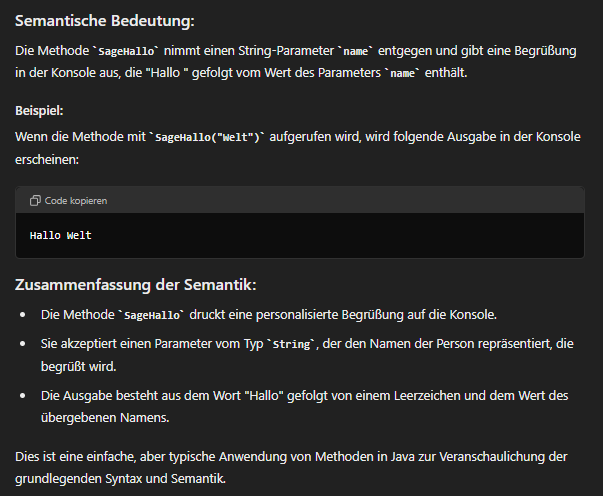 Semantische Bedeutung:
Die Methode `SageHallo` nimmt einen String-Parameter `name` entgegen und gibt eine Begrüßung
in der Konsole aus, die "Hallo " gefolgt vom Wert des Parameters `name` enthält.
Beispiel:
Wenn die Methode mit `SageHallo("Welt")` aufgerufen wird, wird folgende Ausgabe in der Konsole
erscheinen:
Code kopieren
Hallo Welt
Zusammenfassung der Semantik:
• Die Methode `SageHallo` druckt eine personalisierte Begrüßung auf die Konsole.
• Sie akzeptiert einen Parameter vom Typ `String`, der den Namen der Person repräsentiert, die
begrüßt wird.
• Die Ausgabe besteht aus dem Wort "Hallo" gefolgt von einem Leerzeichen und dem Wert des
übergebenen Namens.
Dies ist eine einfache, aber typische Anwendung von Methoden in Java zur Veranschaulichung der
grundlegenden Syntax und Semantik.